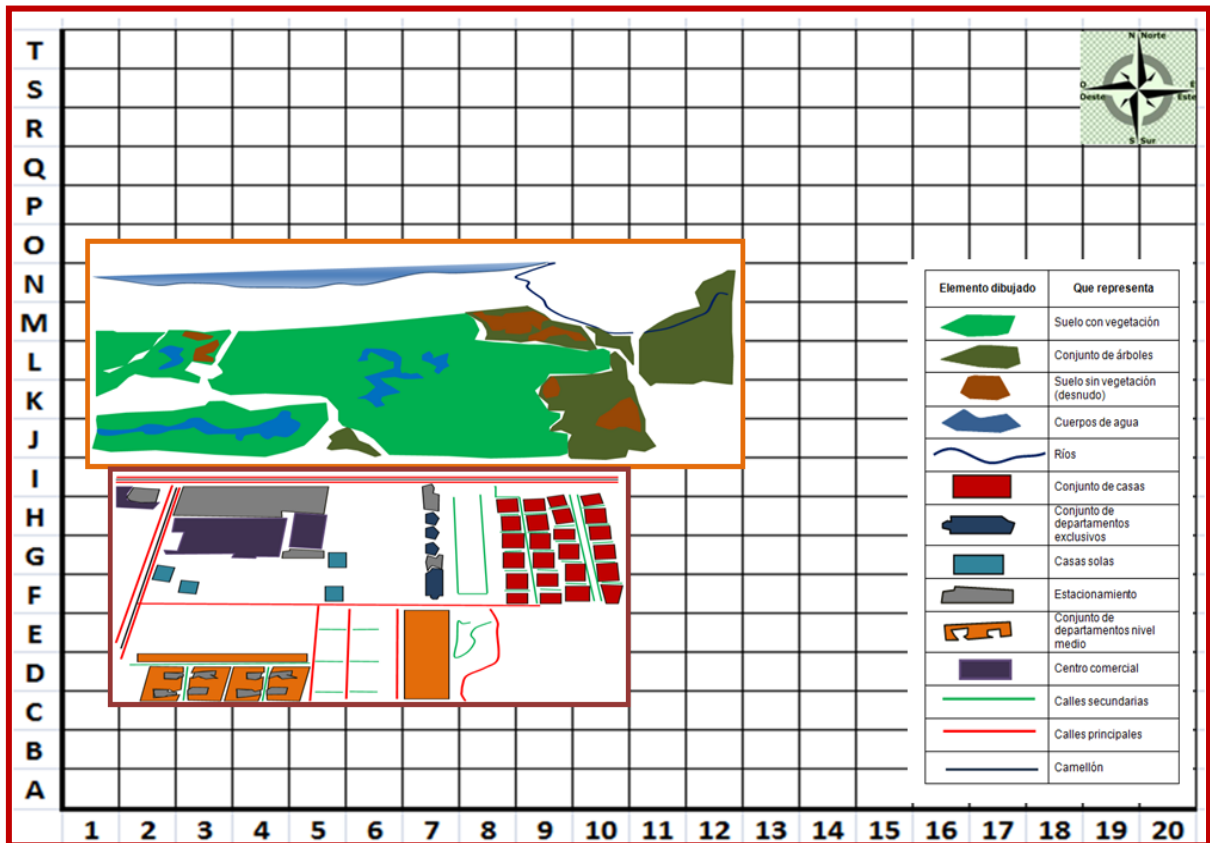 T
S
R
Q
P
O
N
M
L
K
J
I
H
G
F
E
D
C
B
A
1 2 3 4 5 6 7 8 9 10 11 12 13 14 15 16 17 18 19 20
N Norte
O
Oeste
E
Este
S Sur
Elemento dibujado Que representa
Suelo con vegetación
Conjunto de árboles
Suelo sin vegetación
(desnudo)
Cuerpos de agua
Ríos
Conjunto de casas
Conjunto de
departamentos
exclusivos
Casas solas
Estacionamiento
Conjunto de
departamentos nivel
medio
Centro comercial
Calles secundarias
Calles principales
Camellón